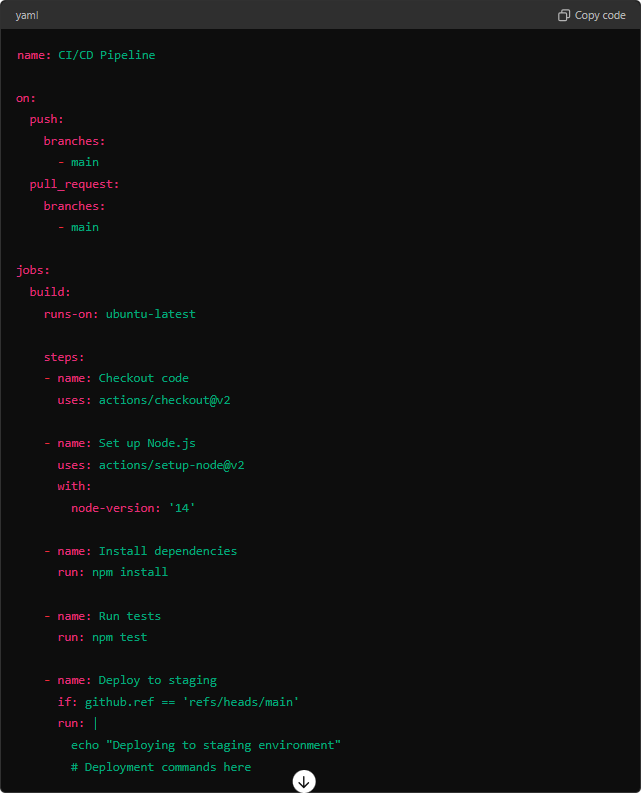 yaml
Copy code
name: CI/CD Pipeline
on:
  push:
    branches:
      - main
  pull_request:
    branches:
      - main
jobs:
  build:
    runs-on: ubuntu-latest
    steps:
    - name: Checkout code
      uses: actions/checkout@v2
    - name: Set up Node.js
      uses: actions/setup-node@v2
      with:
        node-version: '14'
    - name: Install dependencies
      run: npm install
    - name: Run tests
      run: npm test
    - name: Deploy to staging
      if: github.ref == 'refs/heads/main'
      run: |
        echo "Deploying to staging environment"
        # Deployment commands here